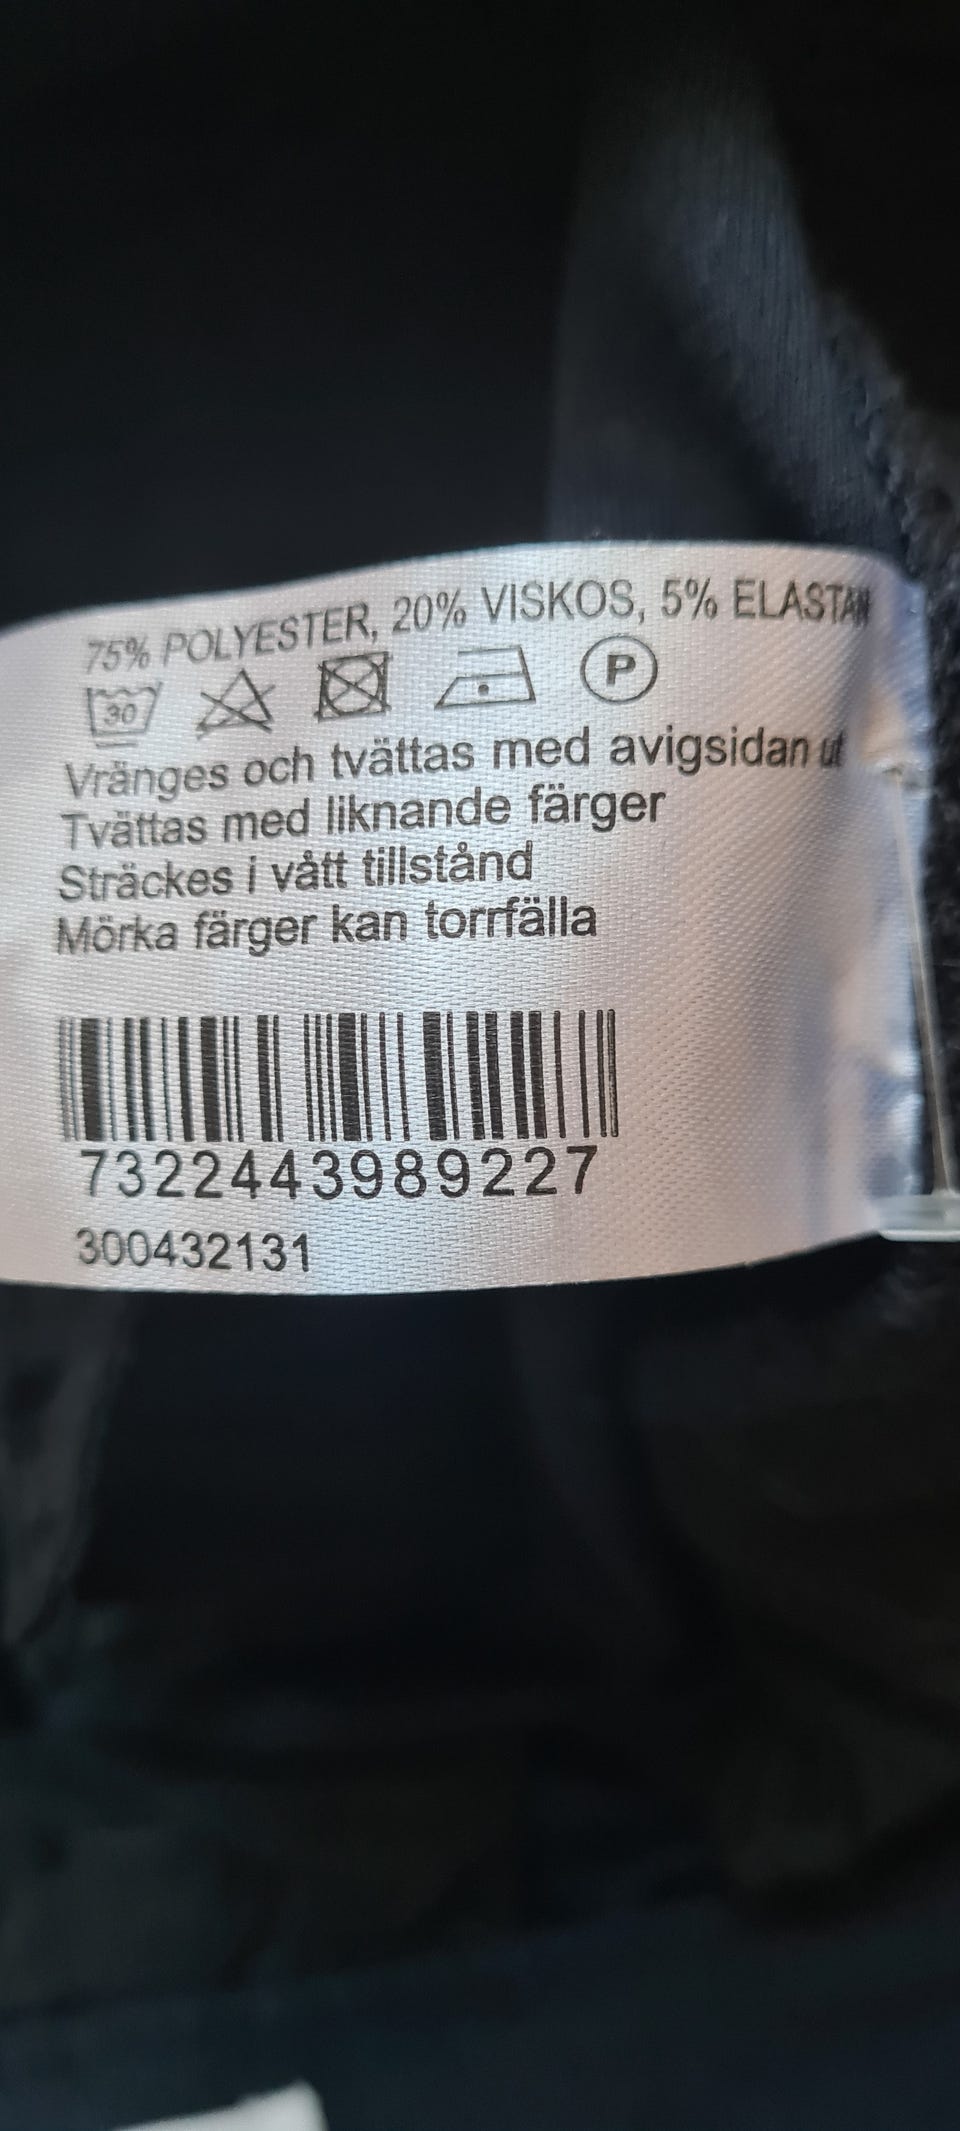 75% POLYESTER, 20% VISKOS, 5% ELASTAN
30 P
Vränges och tvättas med avigsidan ut
Tvättas med liknande färger
Sträckes i vått tillstånd
Mörka färger kan torrfälla
7322443989227
300432131